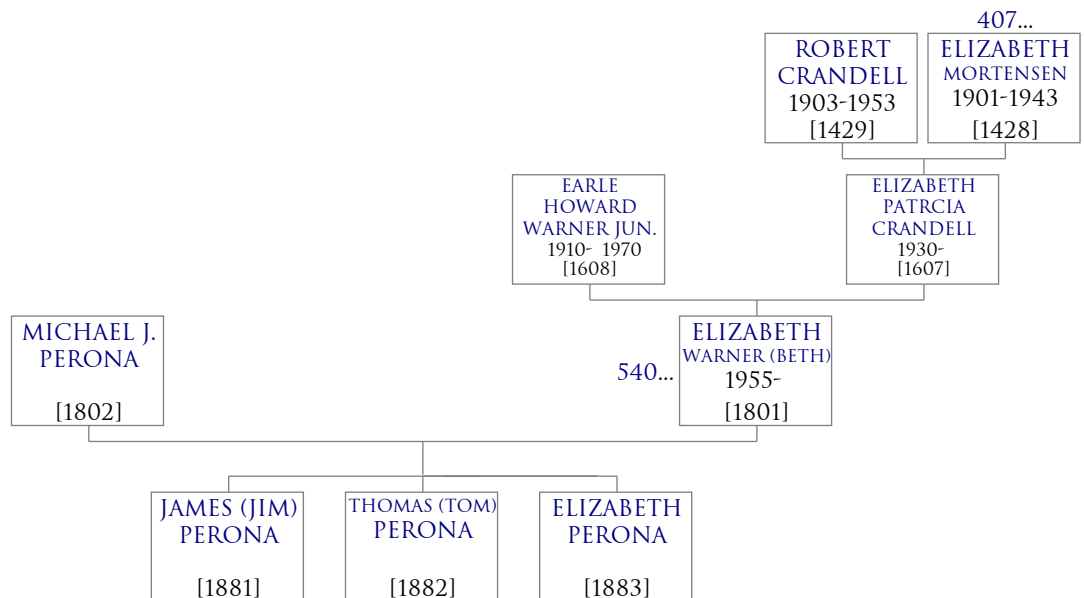 407...
ROBERT
CRANDELL
1903-1953
[1429]
ELIZABETH
MORTENSEN
1901-1943
[1428]
EARLE
HOWARD
WARNER JUN.
1910- 1970
[1608]
ELIZABETH
PATRCIA
CRANDELL
1930-
[1607]
MICHAEL J.
PERONA
[1802]
540...
ELIZABETH
WARNER (BETH)
1955-
[1801]
JAMES (JIM)
PERONA
[1881]
THOMAS (TOM)
PERONA
[1882]
ELIZABETH
PERONA
[1883]